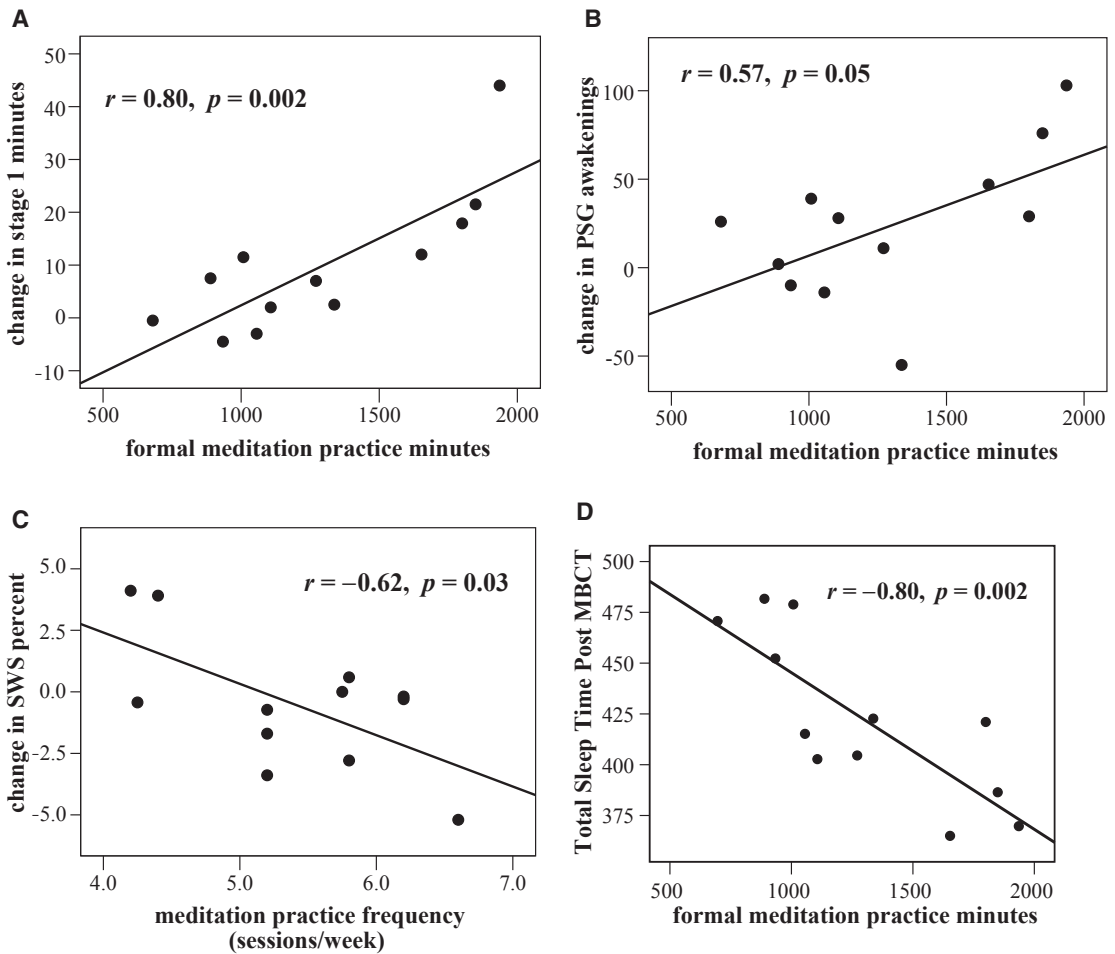 A
r = 0.80, p = 0.002
change in stage 1 minutes
50
40
30
20
10
0
-10
500 1000 1500 2000
formal meditation practice minutes
B
r = 0.57, p = 0.05
change in PSG awakenings
100
50
0
-50
500 1000 1500 2000
formal meditation practice minutes
C
r = –0.62, p = 0.03
change in SWS percent
5.0
2.5
0.0
-2.5
-5.0
4.0 5.0 6.0 7.0
meditation practice frequency
(sessions/week)
D
r = –0.80, p = 0.002
Total Sleep Time Post MBCT
500
475
450
425
400
375
500 1000 1500 2000
formal meditation practice minutes